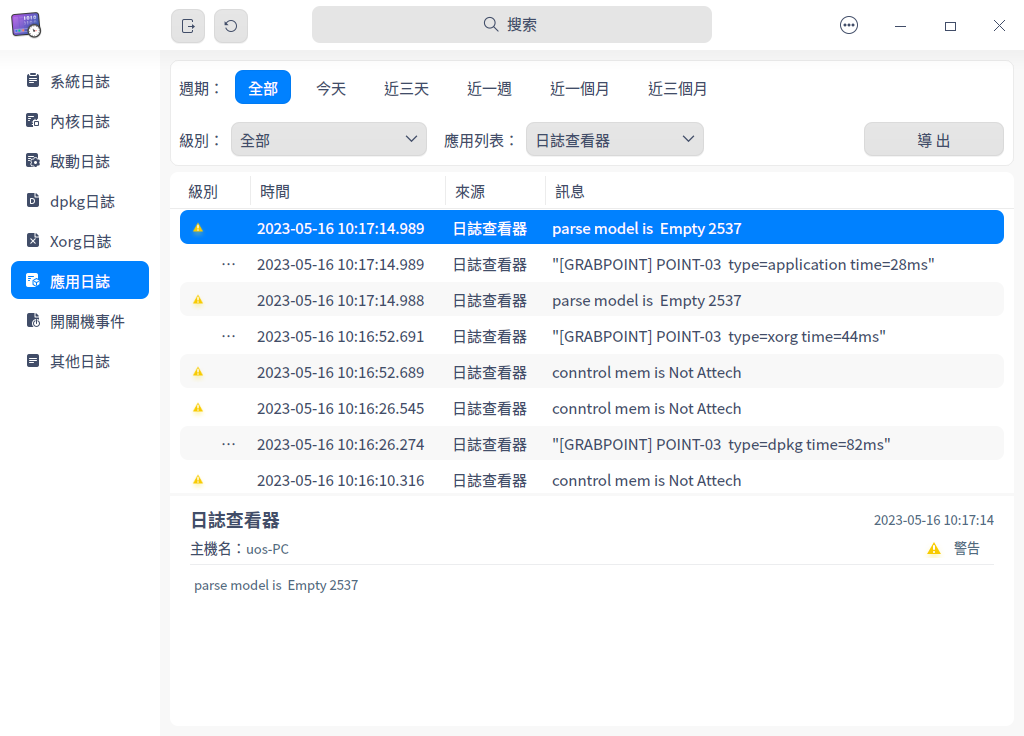 搜索
系統日誌
內核日誌
啟動日誌
dpkg日誌
Xorg日誌
應用日誌
開關機事件
其他日誌
週期： 全部 今天 近三天 近一週 近一個月 近三個月
級別： 全部 應用列表： 日誌查看器 導出
級別 時間 來源 訊息
2023-05-16 10:17:14.989 日誌查看器 parse model is  Empty 2537
2023-05-16 10:17:14.989 日誌查看器 "[GRABPOINT] POINT-03  type=application time=28ms"
2023-05-16 10:17:14.988 日誌查看器 parse model is  Empty 2537
2023-05-16 10:16:52.691 日誌查看器 "[GRABPOINT] POINT-03  type=xorg time=44ms"
2023-05-16 10:16:52.689 日誌查看器 conntrol mem is Not Attech
2023-05-16 10:16:26.545 日誌查看器 conntrol mem is Not Attech
2023-05-16 10:16:26.274 日誌查看器 "[GRABPOINT] POINT-03  type=dpkg time=82ms"
2023-05-16 10:16:10.316 日誌查看器 conntrol mem is Not Attech
日誌查看器 2023-05-16 10:17:14
主機名：uos-PC 警告
parse model is  Empty 2537